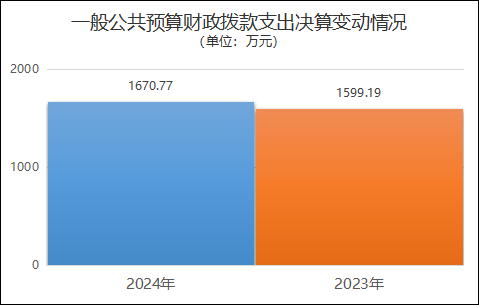 一般公共预算财政拨款支出决算变动情况
（单位：万元）
2000
1670.77
1599.19
1000
0
2024年
2023年